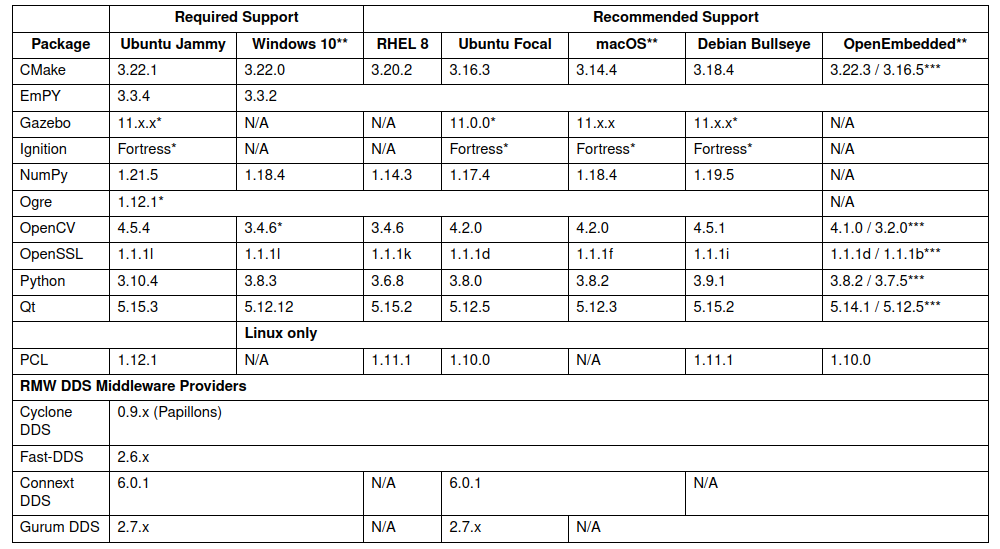 Required Support Recommended Support
Package Ubuntu Jammy Windows 10** RHEL 8 Ubuntu Focal macOS** Debian Bullseye OpenEmbedded**
CMake 3.22.1 3.22.0 3.20.2 3.16.3 3.14.4 3.18.4 3.22.3 / 3.16.5***
EmPY 3.3.4 3.3.2
Gazebo 11.x.x* N/A N/A 11.0.0* 11.x.x 11.x.x* N/A
Ignition Fortress* N/A N/A Fortress* Fortress* Fortress* N/A
NumPy 1.21.5 1.18.4 1.14.3 1.17.4 1.18.4 1.19.5 N/A
Ogre 1.12.1* N/A
OpenCV 4.5.4 3.4.6* 3.4.6 4.2.0 4.2.0 4.5.1 4.1.0 / 3.2.0***
OpenSSL 1.1.1l 1.1.1l 1.1.1k 1.1.1d 1.1.1f 1.1.1i 1.1.1d / 1.1.1b***
Python 3.10.4 3.8.3 3.6.8 3.8.0 3.8.2 3.9.1 3.8.2 / 3.7.5***
Qt 5.15.3 5.12.12 5.15.2 5.12.5 5.12.3 5.15.2 5.14.1 / 5.12.5***
Linux only
PCL 1.12.1 N/A 1.11.1 1.10.0 N/A 1.11.1 1.10.0
RMW DDS Middleware Providers
Cyclone 0.9.x (Papillons)
DDS
Fast-DDS 2.6.x
Connext 6.0.1 N/A 6.0.1 N/A
DDS
Gurum DDS 2.7.x N/A 2.7.x N/A